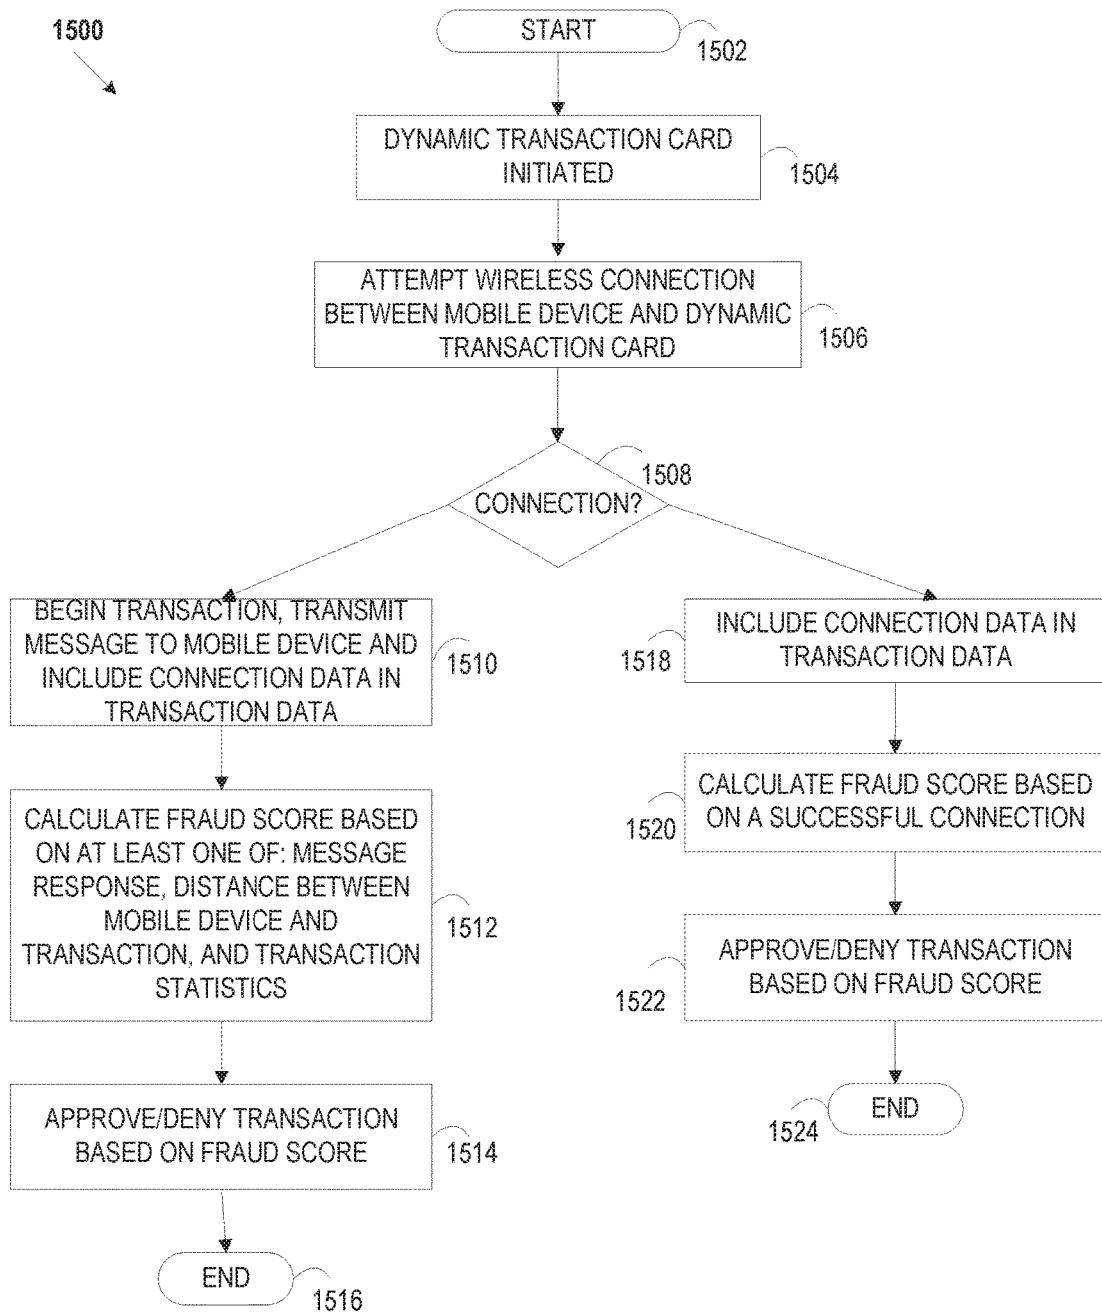 1500
START
1502
DYNAMIC TRANSACTION CARD
INITIATED
1504
ATTEMPT WIRELESS CONNECTION
BETWEEN MOBILE DEVICE AND DYNAMIC
TRANSACTION CARD
1506
CONNECTION?
1508
BEGIN TRANSACTION, TRANSMIT
MESSAGE TO MOBILE DEVICE AND
INCLUDE CONNECTION DATA IN
TRANSACTION DATA
1510
CALCULATE FRAUD SCORE BASED
ON AT LEAST ONE OF: MESSAGE
RESPONSE, DISTANCE BETWEEN
MOBILE DEVICE AND
TRANSACTION, AND TRANSACTION
STATISTICS
1512
APPROVE/DENY TRANSACTION
BASED ON FRAUD SCORE
1514
END
1516
INCLUDE CONNECTION DATA IN
TRANSACTION DATA
1518
CALCULATE FRAUD SCORE BASED
ON A SUCCESSFUL CONNECTION
1520
APPROVE/DENY TRANSACTION
BASED ON FRAUD SCORE
1522
END
1524